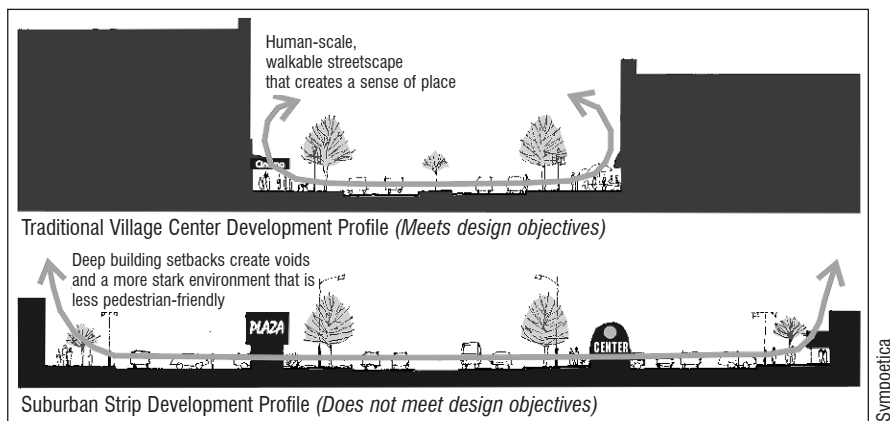 Human-scale,
walkable streetscape
that creates a sense of place
Cinema
Traditional Village Center Development Profile (Meets design objectives)
Deep building setbacks create voids
and a more stark environment that is
less pedestrian-friendly
PLAZA
CENTER
Suburban Strip Development Profile (Does not meet design objectives)
Sympoetica